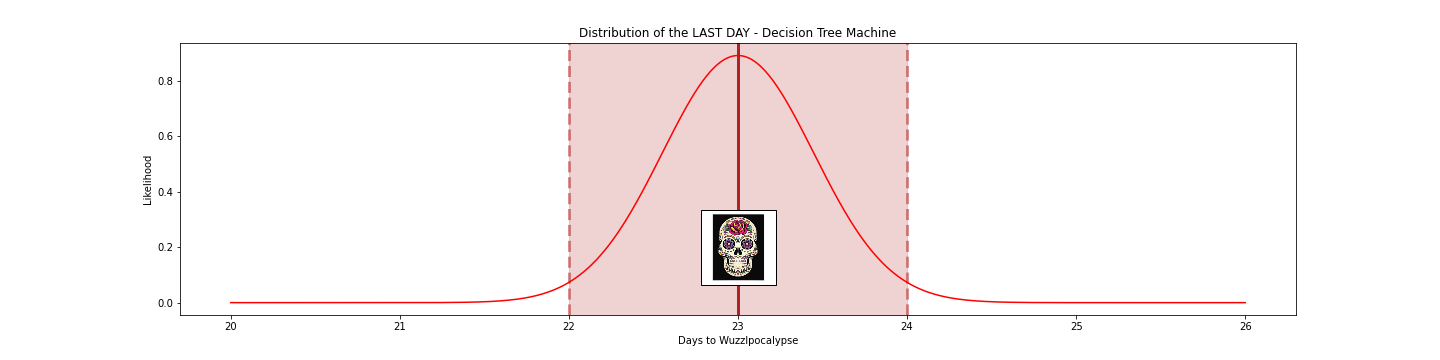 Distribution of the LAST DAY - Decision Tree Machine
Likelihood
0.8
0.6
0.4
0.2
0.0
20 21 22 23 24 25 26
Days to Wuzzlpocalypse